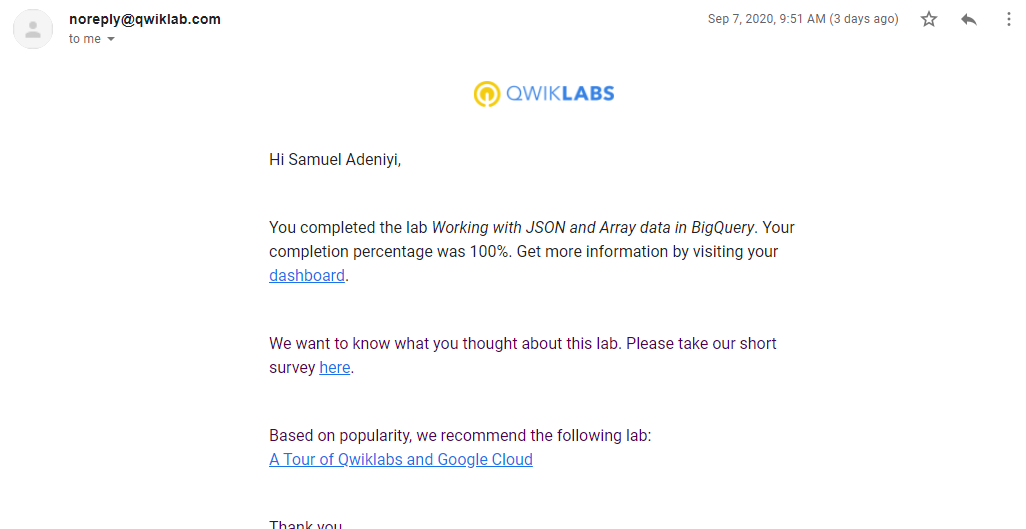 noreply@qwiklab.com
Sep 7, 2020, 9:51 AM (3 days ago)
to me
QWIKLABS
Hi Samuel Adeniyi,
You completed the lab Working with JSON and Array data in BigQuery. Your
completion percentage was 100%. Get more information by visiting your
dashboard.
We want to know what you thought about this lab. Please take our short
survey here.
Based on popularity, we recommend the following lab:
A Tour of Qwiklabs and Google Cloud
Thank you